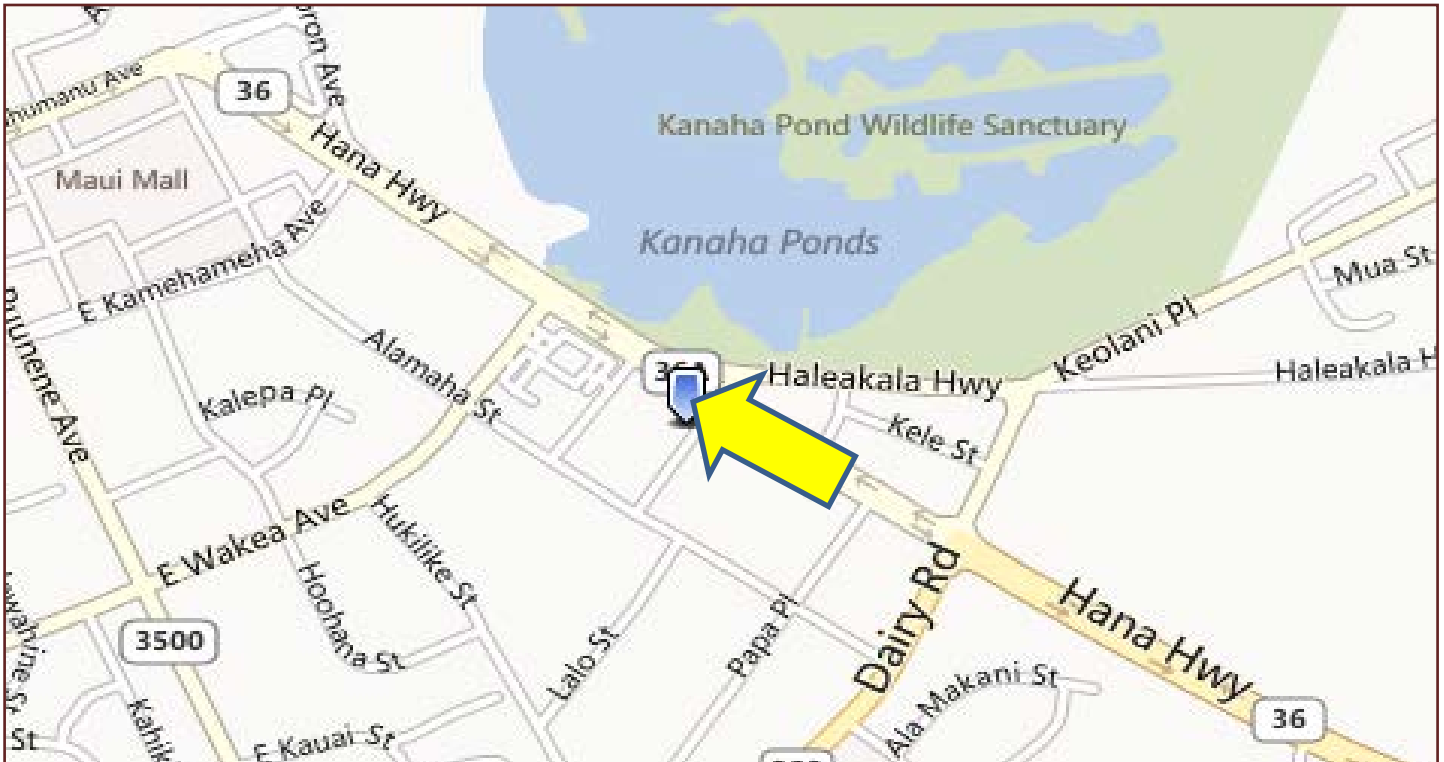 36
humanu Ave
Kanaha Pond Wildlife Sanctuary
Hana Hwy
Maui Mall
Kanaha Ponds
E Kamehameha Ave
Mua St
Keolani Pl
Alamaha St
Haleakala Hwy
Haleakala H
Kalepa Pl
Kele St
E Wakea Ave
Hukilike St
Dairy Rd
Hoohana St
Hana Hwy
3500
Lalo St
Papa Pl
Ala Makani St
36
St
E Kauai St